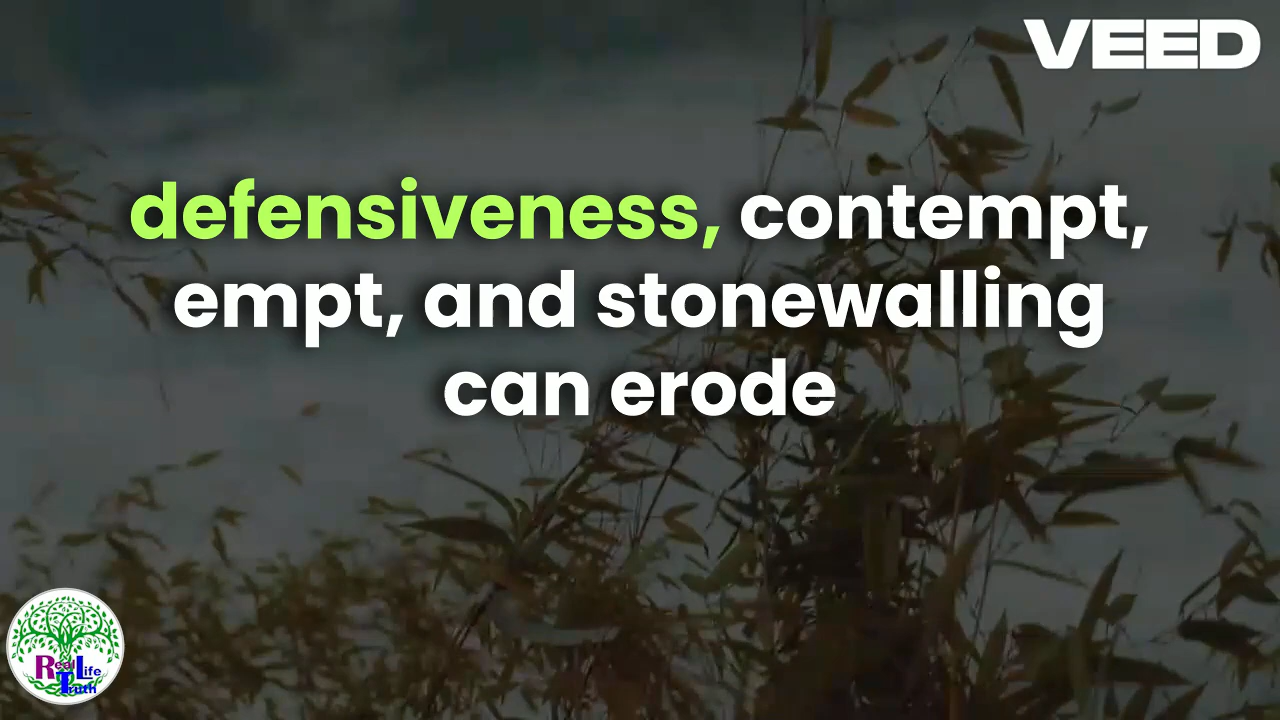 VEED
defensiveness, contempt,
empt, and stonewalling
can erode
Real Life
Truth